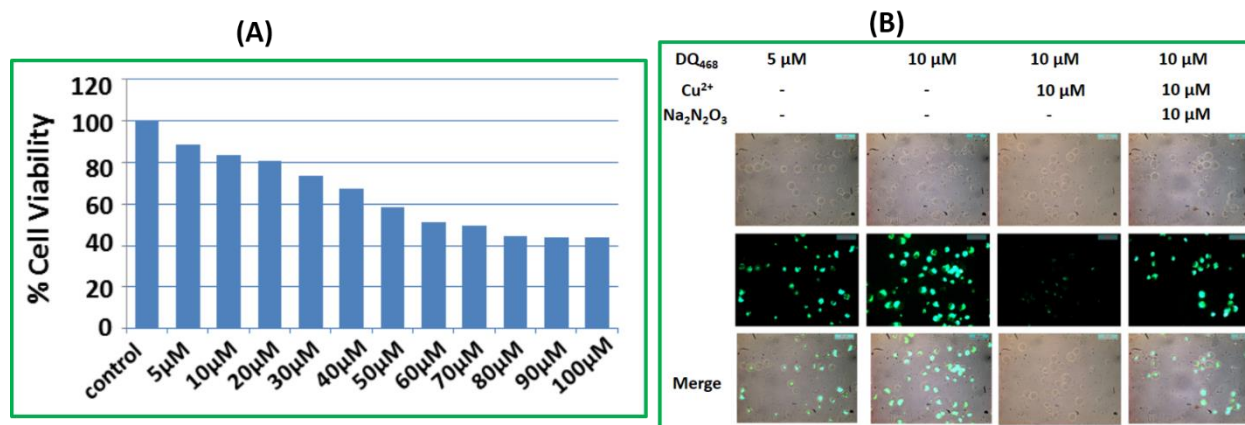 (A)
120
100
80
60
40
20
0
% Cell Viability
control
5µM
10µM
20µM
30µM
40µM
50µM
60µM
70µM
80µM
90µM
100µM
(B)
DQ₄₆₈ 5 µM 10 µM 10 µM 10 µM
Cu²⁺ - - 10 µM 10 µM
Na₂N₂O₃ - - - 10 µM
Merge